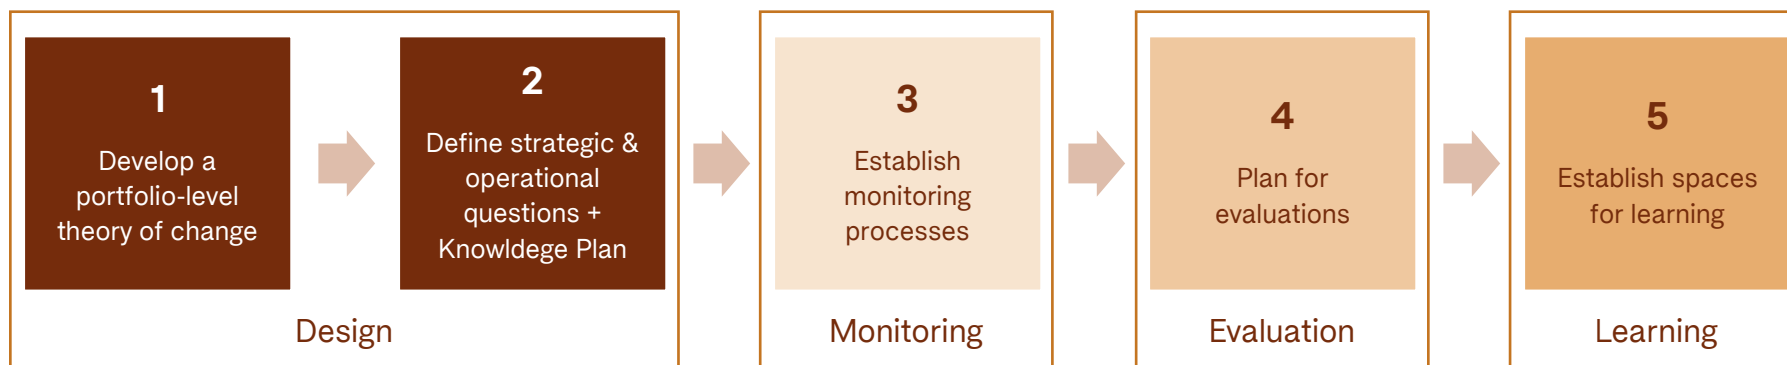 1
Develop a
portfolio-level
theory of change
2
Define strategic &
operational
questions +
Knowldege Plan
Design
3
Establish
monitoring
processes
Monitoring
4
Plan for
evaluations
Evaluation
5
Establish spaces
for learning
Learning